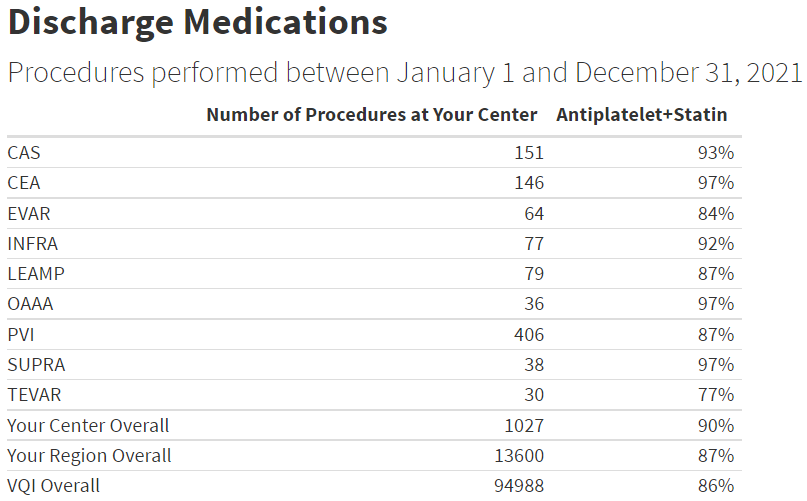 Discharge Medications
Procedures performed between January 1 and December 31, 2021
Number of Procedures at Your Center Antiplatelet+Statin
CAS 151 93%
CEA 146 97%
EVAR 64 84%
INFRA 77 92%
LEAMP 79 87%
OAAA 36 97%
PVI 406 87%
SUPRA 38 97%
TEVAR 30 77%
Your Center Overall 1027 90%
Your Region Overall 13600 87%
VQI Overall 94988 86%